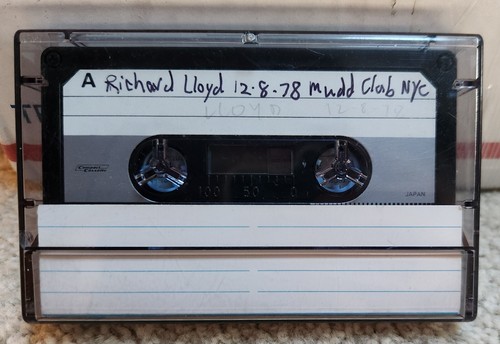 A Richard Lloyd 12.8.78 Mudd Club NYC
LLOYD 12-8-78
100 50 0
JAPAN